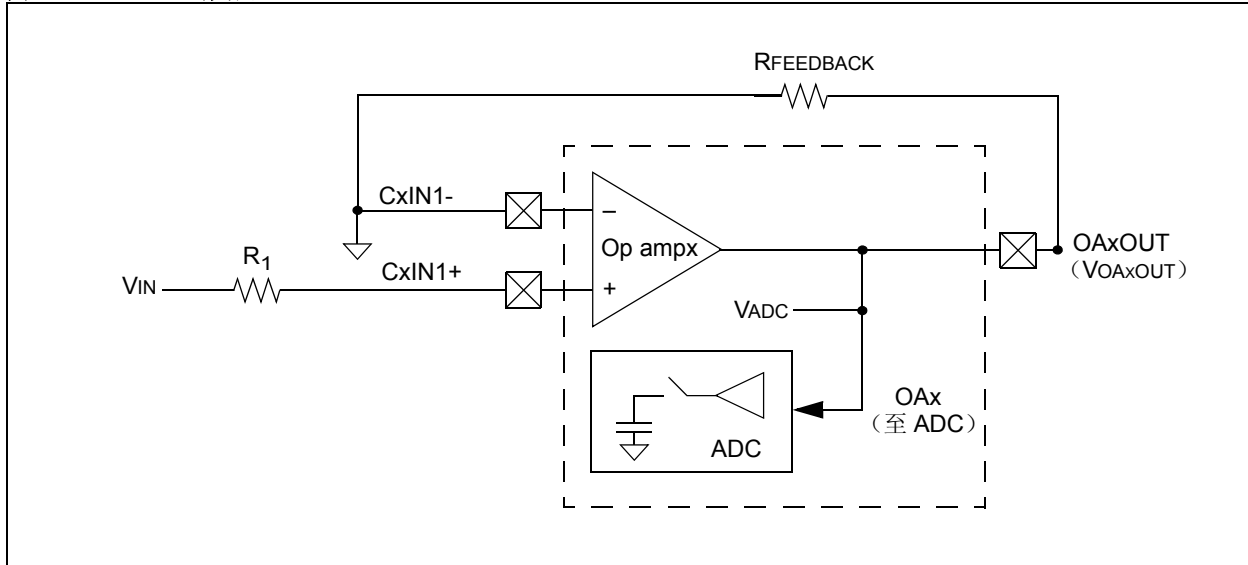 RFEEDBACK
CxIN1-
–
Op ampx
R1
CxIN1+
+
VIN
OAxOUT
（VOAxOUT）
VADC
OAx
（至 ADC）
ADC